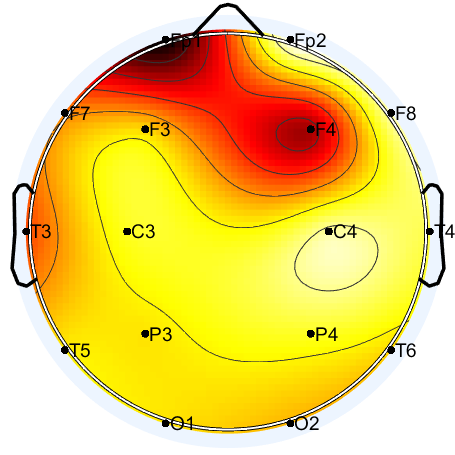 Fp1 Fp2
F7 F8
F3 F4
T3 C3 C4 T4
P3 P4
T5 T6
O1 O2